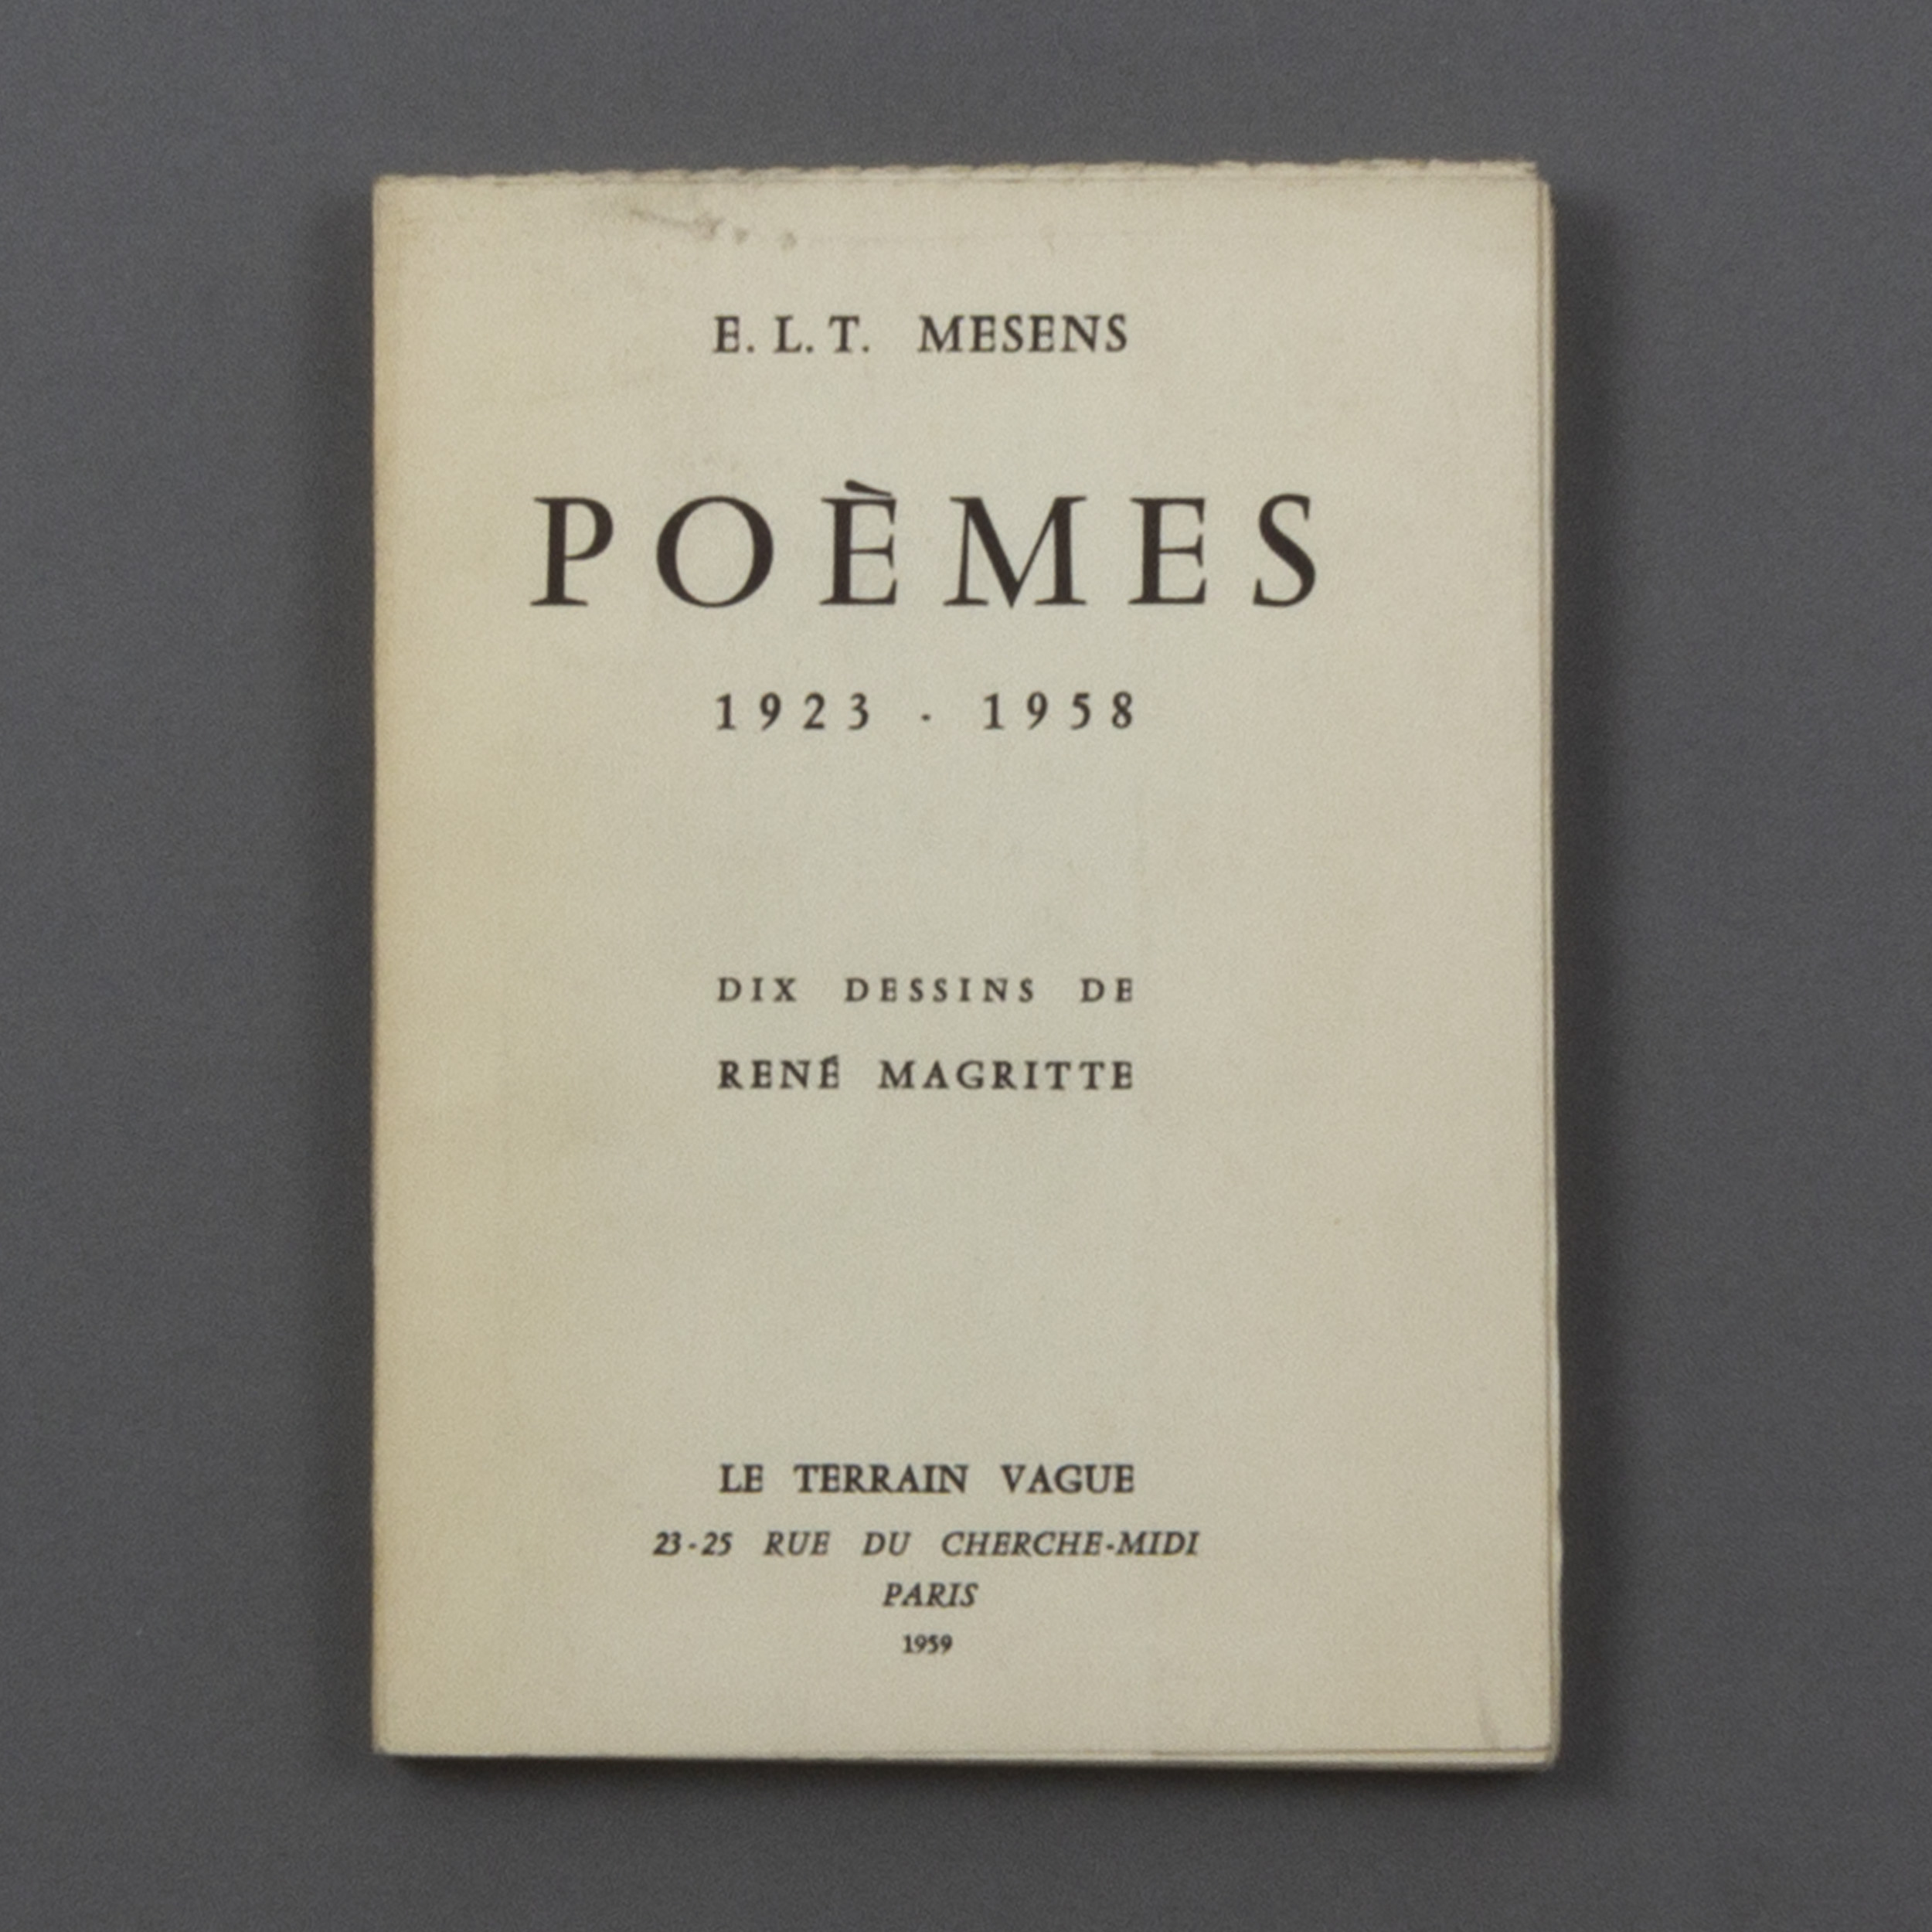 E. L. T. MESENS
POÈMES
1923 - 1958
DIX DESSINS DE
RENÉ MAGRITTE
LE TERRAIN VAGUE
23-25 RUE DU CHERCHE-MIDI
PARIS
1959